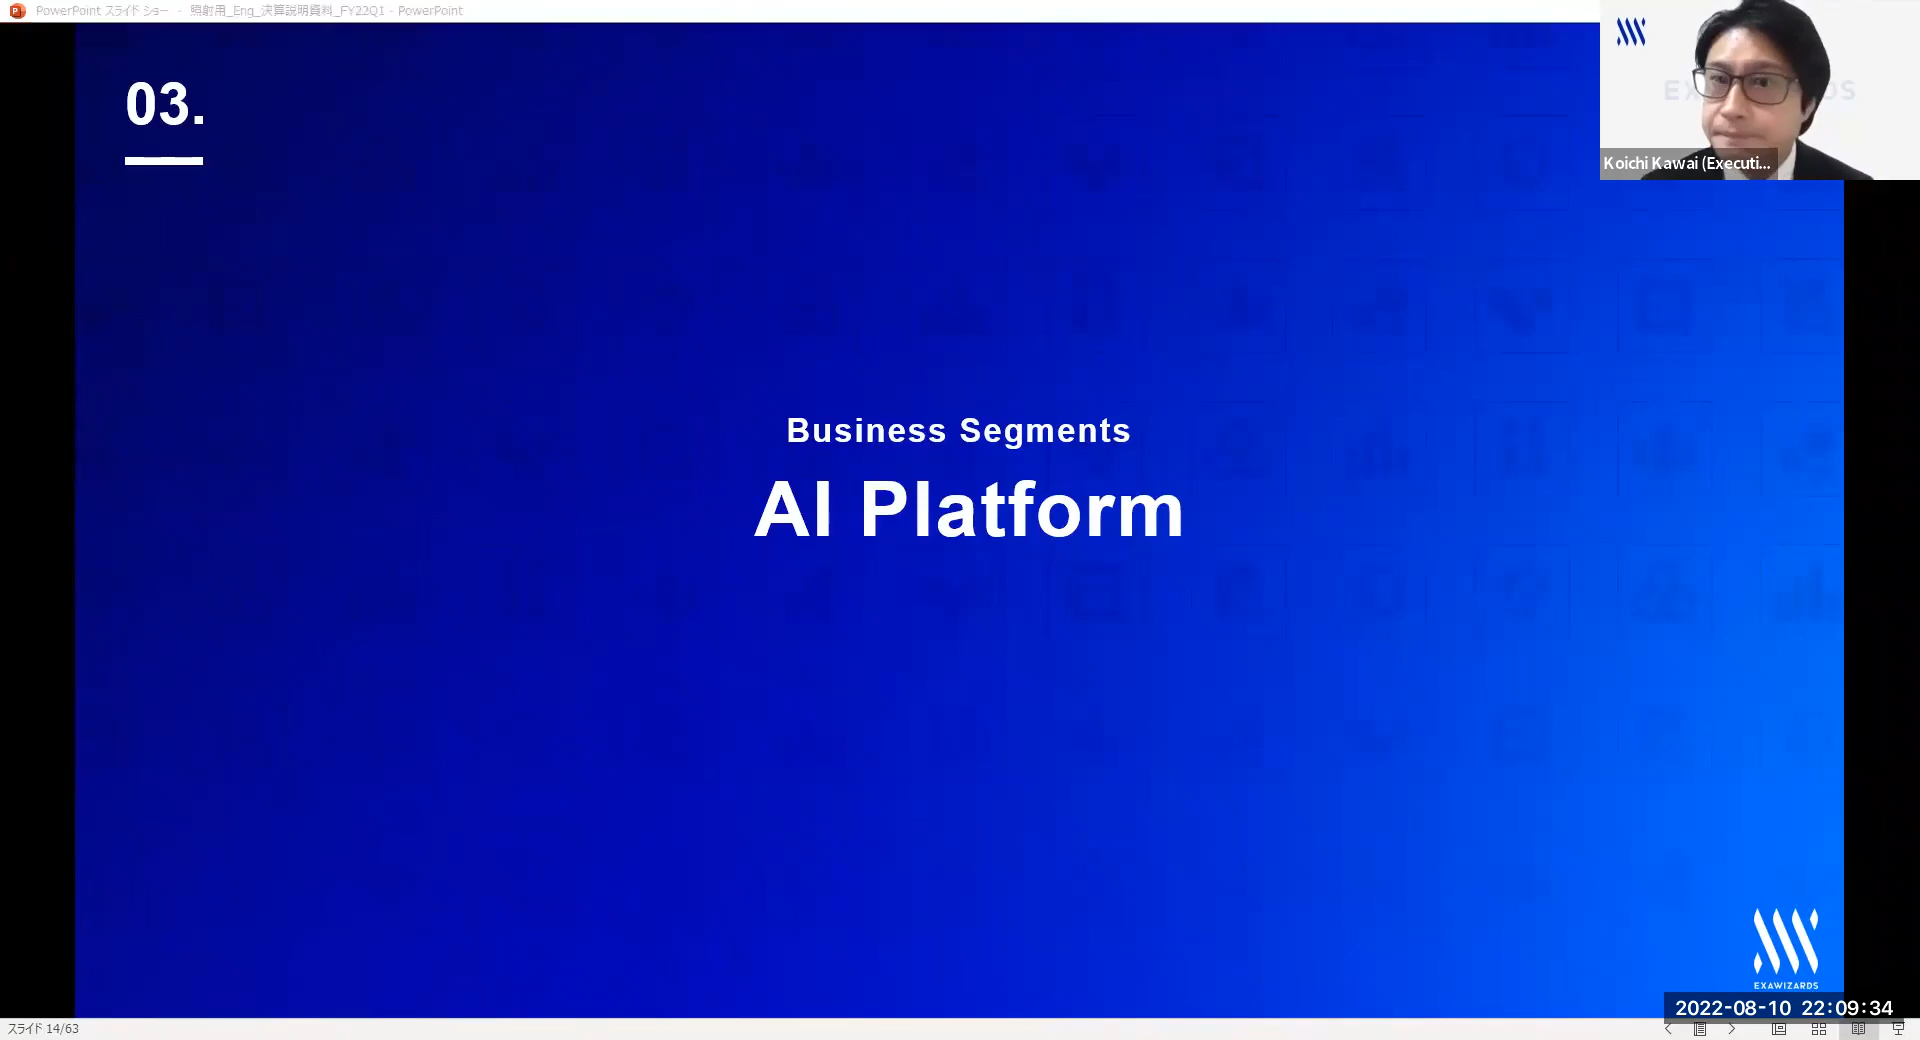 PowerPoint スライド ショー - 照射用_Eng_決算説明資料_FY22Q1 - PowerPoint
03.
Koichi Kawai (Executi...
Business Segments
AI Platform
EXAWIZARDS
2022-08-10 22:09:34
スライド 14/63